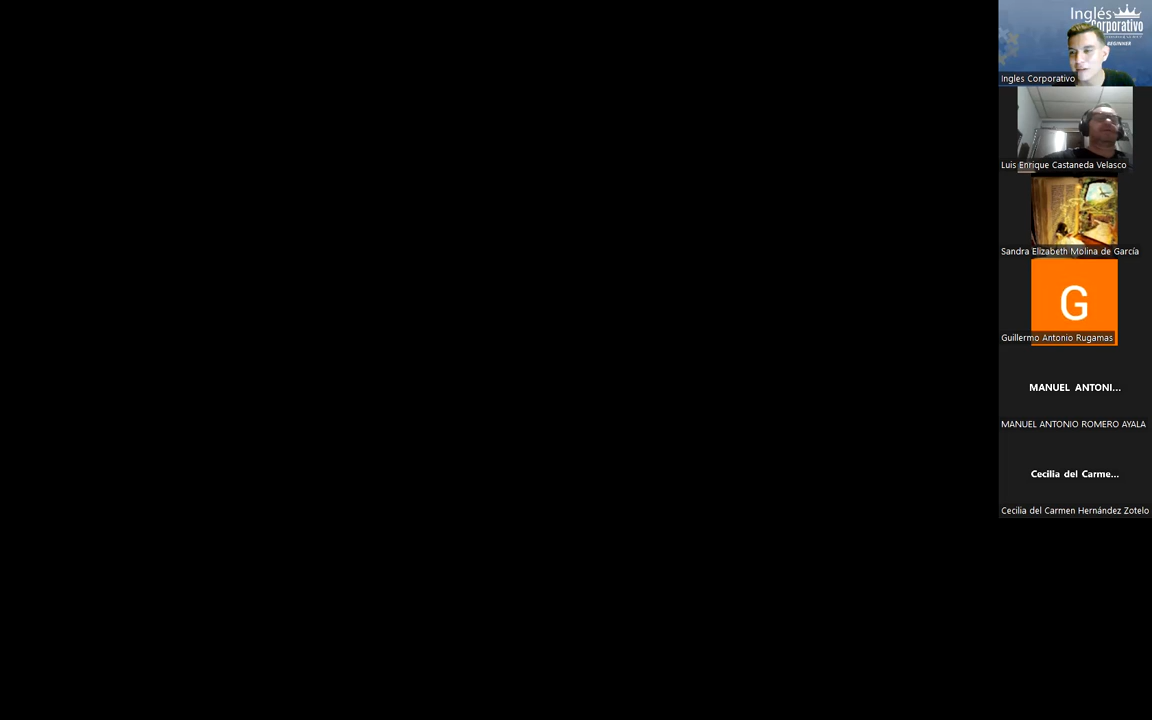 Inglés
Corporativo
BEGINNER
Ingles Corporativo
Luis Enrique Castaneda Velasco
Sandra Elizabeth Molina de García
G
Guillermo Antonio Rugamas
MANUEL ANTONI...
MANUEL ANTONIO ROMERO AYALA
Cecilia del Carme...
Cecilia del Carmen Hernández Zotelo